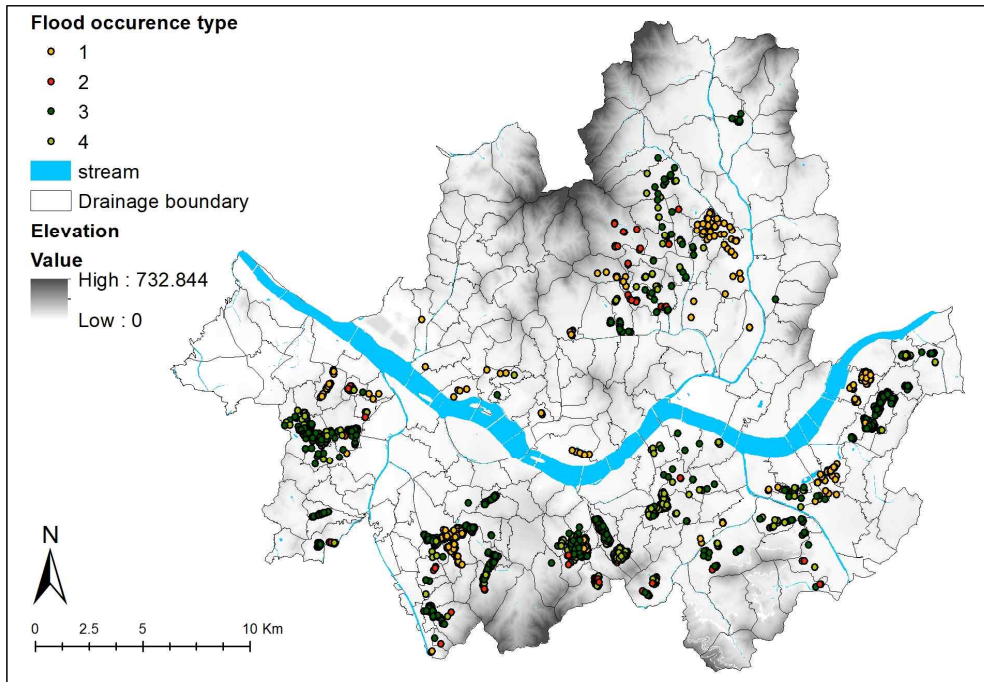 Flood occurence type
1
2
3
4
stream
Drainage boundary
Elevation
Value
High : 732.844
Low : 0
N
0 2.5 5 10 Km